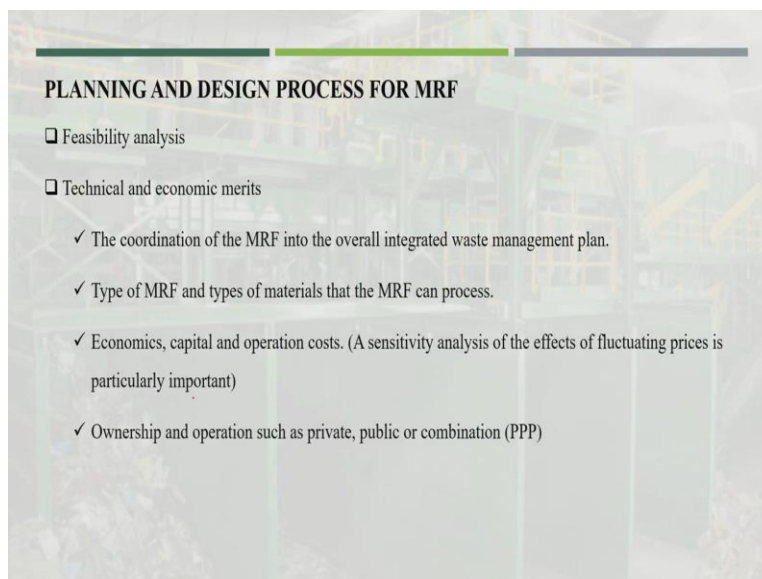 PLANNING AND DESIGN PROCESS FOR MRF
❑ Feasibility analysis
❑ Technical and economic merits
✓ The coordination of the MRF into the overall integrated waste management plan.
✓ Type of MRF and types of materials that the MRF can process.
✓ Economics, capital and operation costs. (A sensitivity analysis of the effects of fluctuating prices is
particularly important)
✓ Ownership and operation such as private, public or combination (PPP)